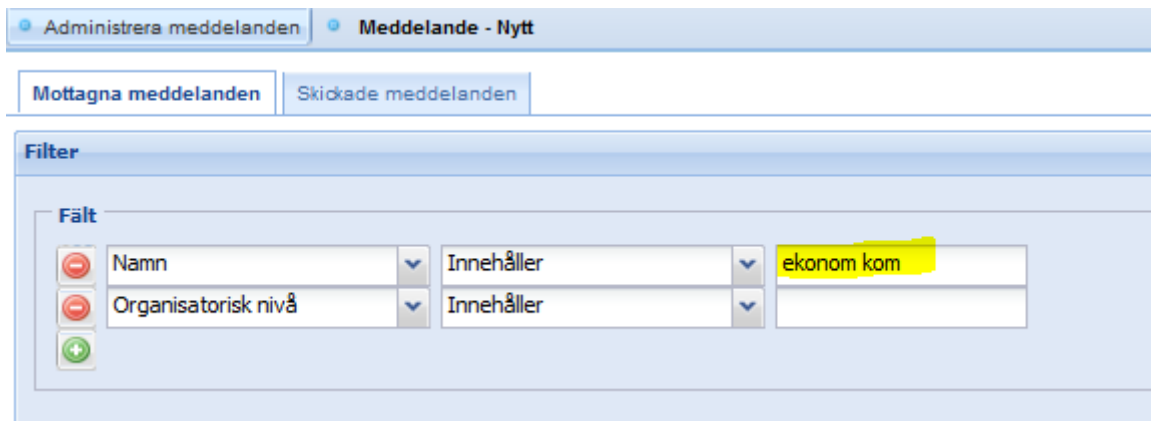 Administrera meddelanden Meddelande - Nytt
Mottagna meddelanden Skickade meddelanden
Filter
Fält
Namn Innehåller ekonom kom
Organisatorisk nivå Innehåller